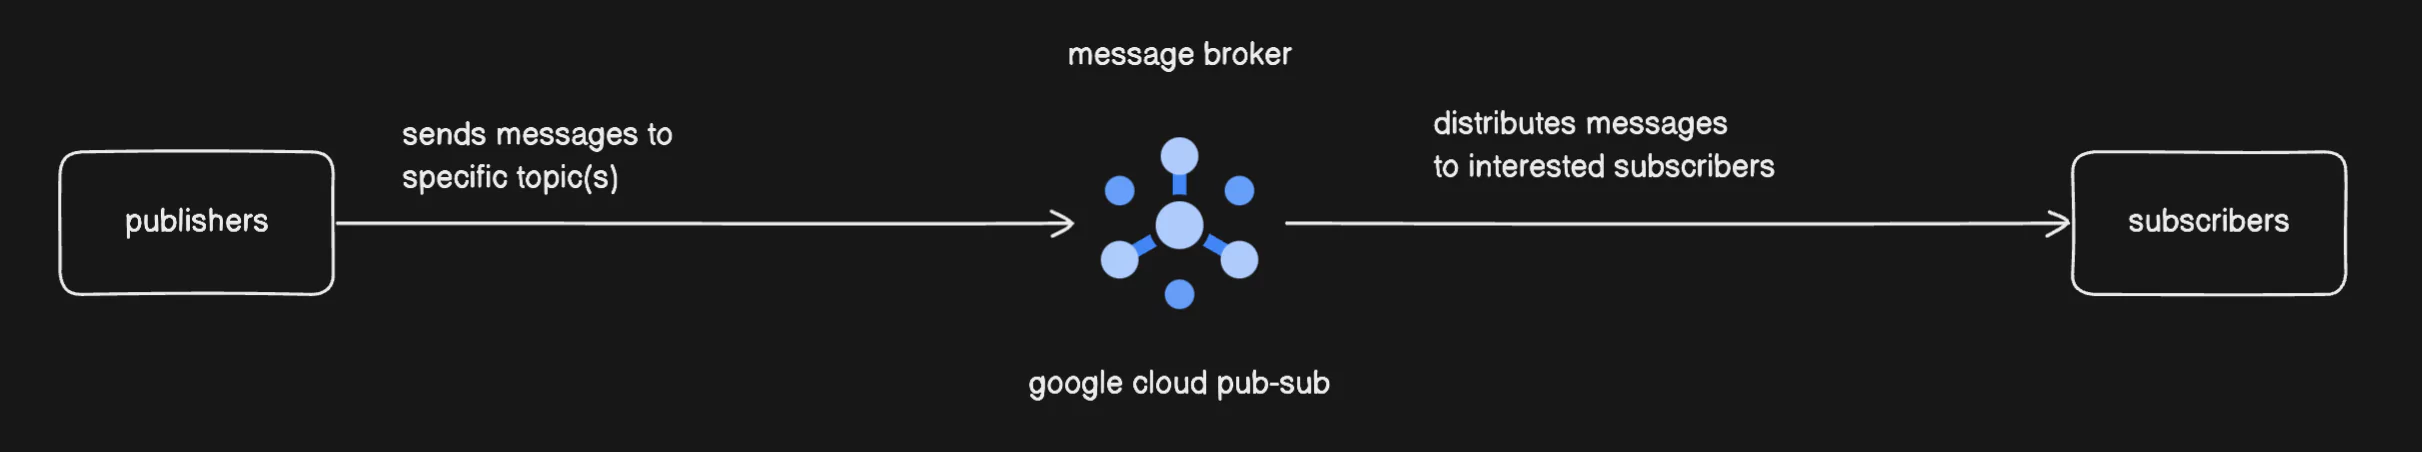 message broker
sends messages to
specific topic(s)
distributes messages
to interested subscribers
publishers
subscribers
google cloud pub-sub